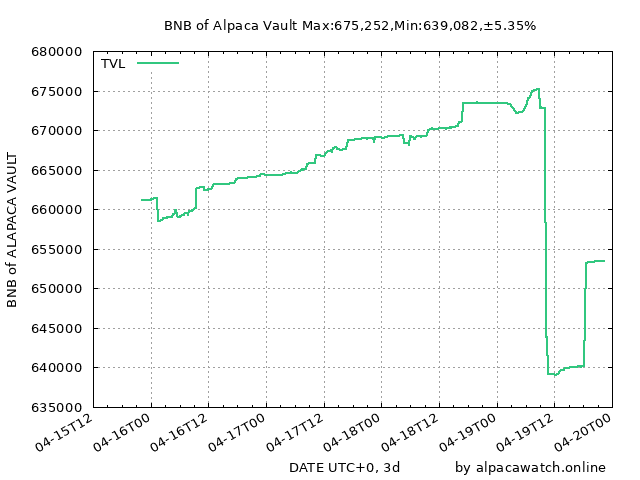 BNB of Alpaca Vault Max:675,252,Min:639,082,±5.35%
680000
TVL
675000
670000
665000
660000
655000
650000
645000
640000
635000
BNB of ALAPACA VAULT
04-15T12
04-16T00
04-16T12
04-17T00
04-17T12
04-18T00
04-18T12
04-19T00
04-19T12
04-20T00
DATE UTC+0, 3d
by alpacawatch.online